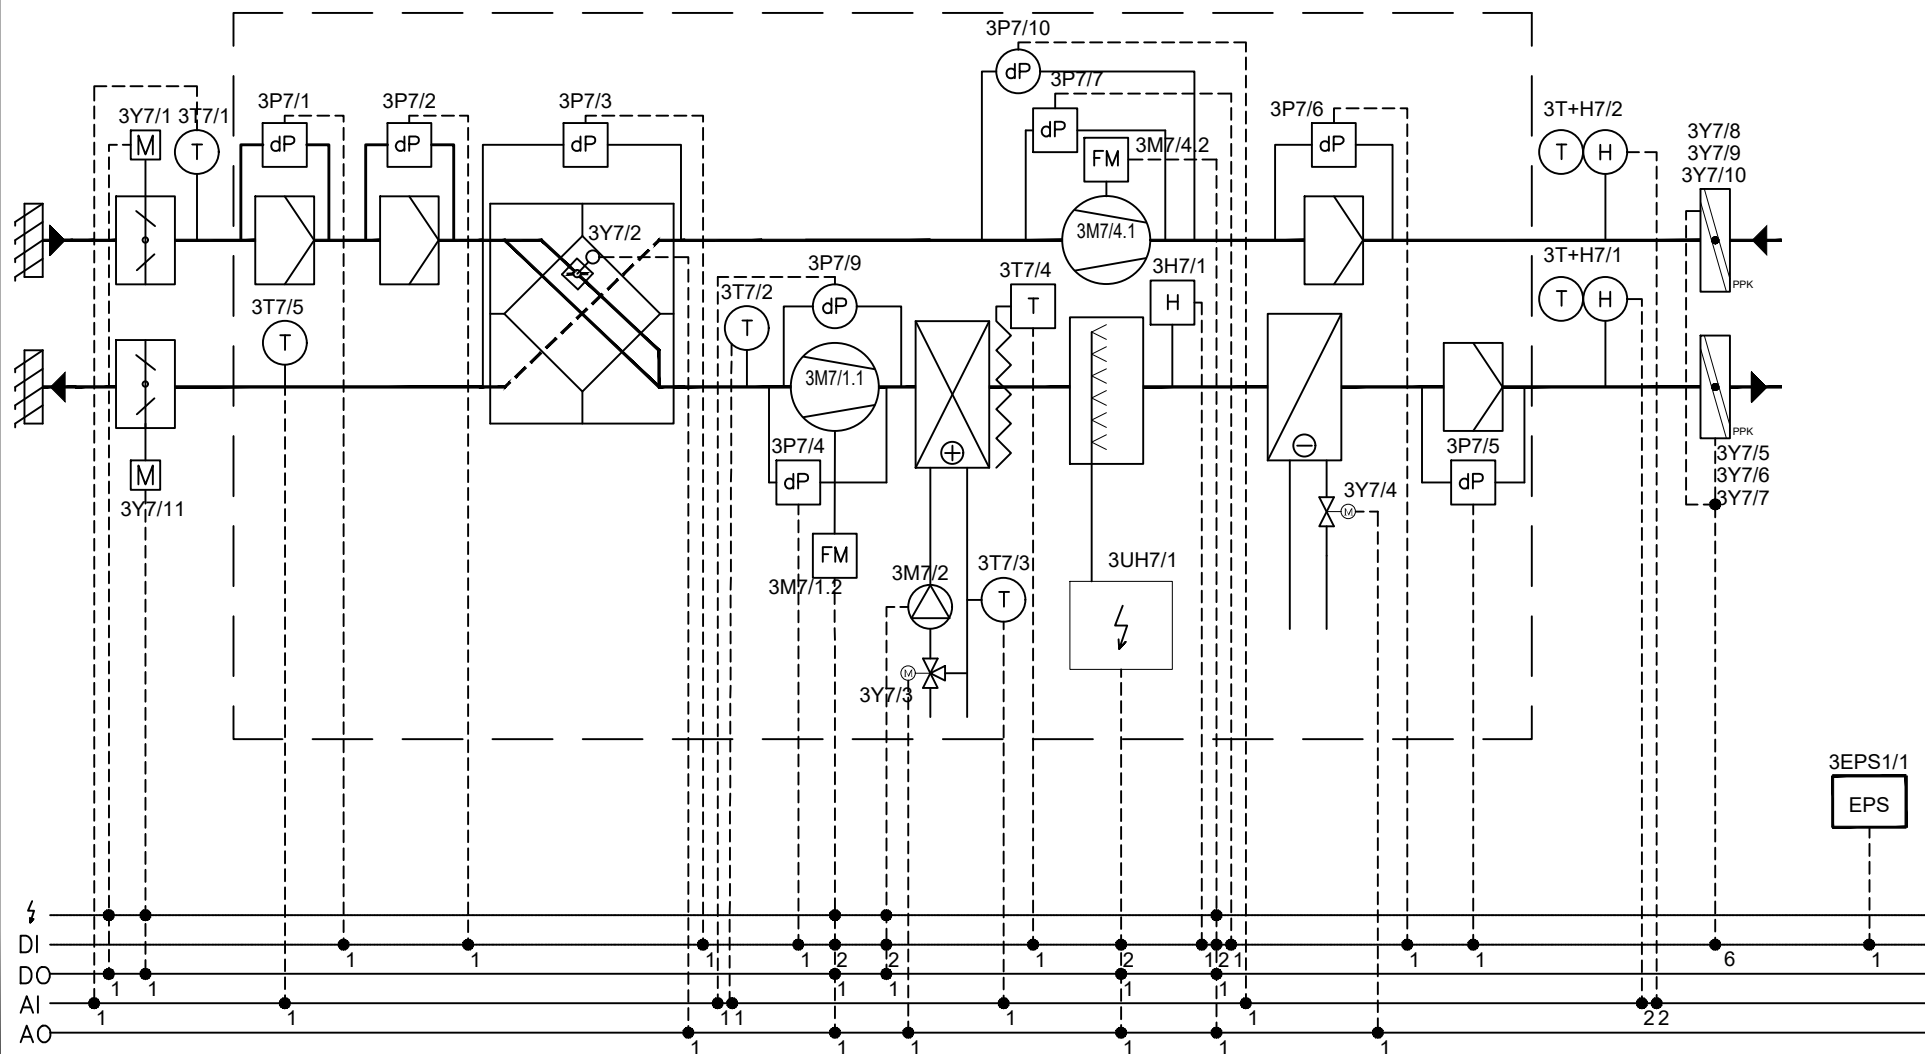 3P7/10
dP
3P7/7
dP
3Y7/1
3T7/1
3P7/1
3P7/2
3P7/3
3M7/4.2
3P7/6
3T+H7/2
3Y7/8
3Y7/9
3Y7/10
M
T
dP
dP
dP
FM
dP
T
H
3M7/4.1
3Y7/2
3T+H7/1
PPK
3T7/5
3T7/2
3P7/9
3T7/4
3H7/1
T
T
dP
T
H
T
H
3M7/1.1
PPK
M
3Y7/11
3P7/4
dP
3P7/5
dP
3Y7/5
3Y7/6
3Y7/7
3Y7/4
M
FM
3M7/1.2
3M7/2
3T7/3
T
3UH7/1
M
3Y7/3
3EPS1/1
EPS
DI
1 1 1 1 2 2 1 2 1 2 1 1 1 6 1
DO
1 1 1 1 1 1
AI
1 1 1 1 1 1 2 2
AO
1 1 1 1 1 1